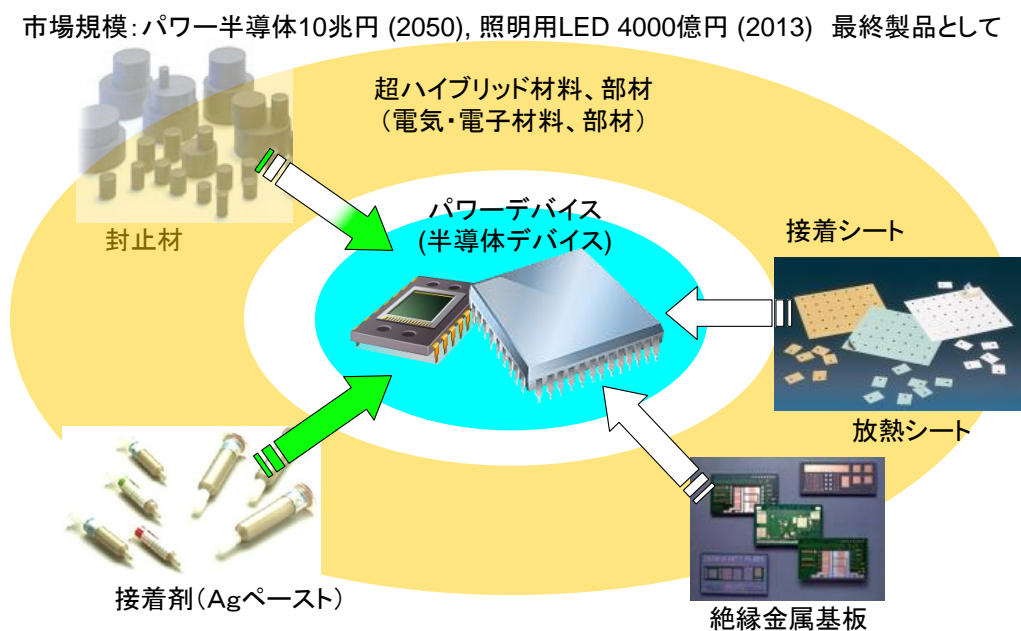 市場規模：パワー半導体10兆円 (2050), 照明用LED 4000億円 (2013)　最終製品として
超ハイブリッド材料、部材
（電気・電子材料、部材）
封止材
パワーデバイス
(半導体デバイス)
接着シート
放熱シート
接着剤（Agペースト）
絶縁金属基板